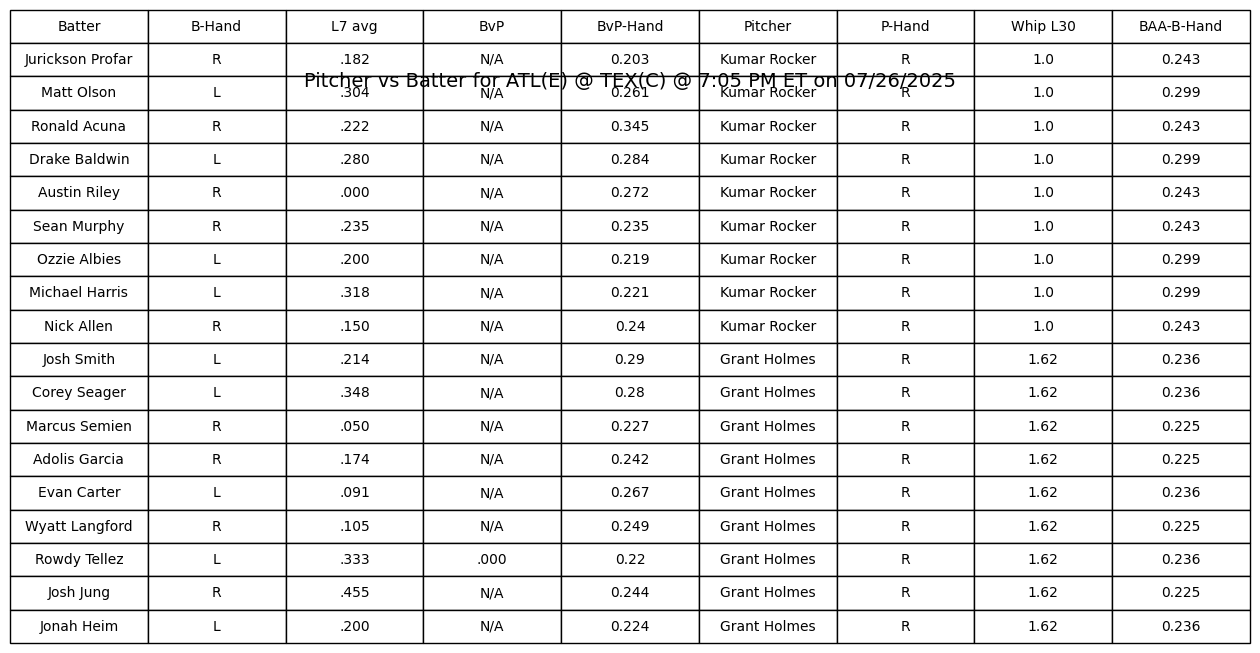 Batter B-Hand L7 avg BvP BvP-Hand Pitcher P-Hand Whip L30 BAA-B-Hand
Jurickson Profar R .182 N/A 0.203 Kumar Rocker R 1.0 0.243
Pitcher vs Batter for ATL(E) @ TEX(C) @ 7:05 PM ET on 07/26/2025
Matt Olson L .304 N/A 0.261 Kumar Rocker R 1.0 0.299
Ronald Acuna R .222 N/A 0.345 Kumar Rocker R 1.0 0.243
Drake Baldwin L .280 N/A 0.284 Kumar Rocker R 1.0 0.299
Austin Riley R .000 N/A 0.272 Kumar Rocker R 1.0 0.243
Sean Murphy R .235 N/A 0.235 Kumar Rocker R 1.0 0.243
Ozzie Albies L .200 N/A 0.219 Kumar Rocker R 1.0 0.299
Michael Harris L .318 N/A 0.221 Kumar Rocker R 1.0 0.299
Nick Allen R .150 N/A 0.24 Kumar Rocker R 1.0 0.243
Josh Smith L .214 N/A 0.29 Grant Holmes R 1.62 0.236
Corey Seager L .348 N/A 0.28 Grant Holmes R 1.62 0.236
Marcus Semien R .050 N/A 0.227 Grant Holmes R 1.62 0.225
Adolis Garcia R .174 N/A 0.242 Grant Holmes R 1.62 0.225
Evan Carter L .091 N/A 0.267 Grant Holmes R 1.62 0.236
Wyatt Langford R .105 N/A 0.249 Grant Holmes R 1.62 0.225
Rowdy Tellez L .333 .000 0.22 Grant Holmes R 1.62 0.236
Josh Jung R .455 N/A 0.244 Grant Holmes R 1.62 0.225
Jonah Heim L .200 N/A 0.224 Grant Holmes R 1.62 0.236